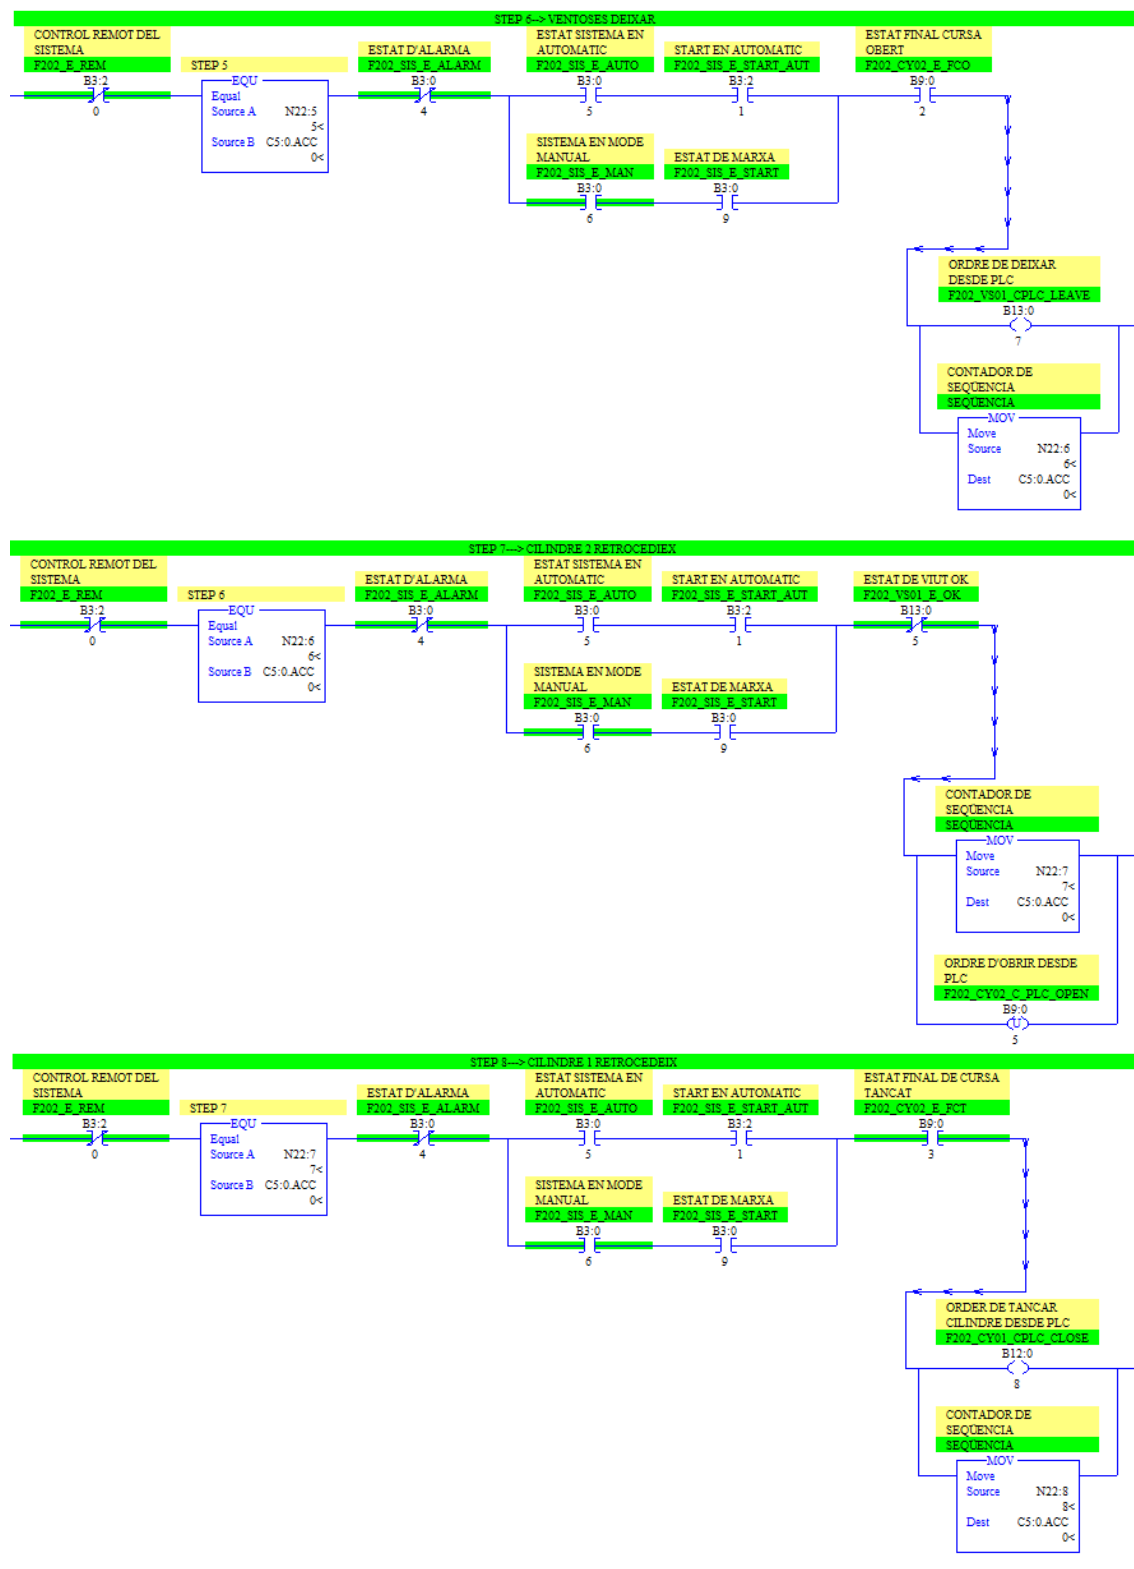 STEP 6--> VENTOSES DEIXAR
CONTROL REMOT DEL
SISTEMA
F202_E_REM
B3:2
0
STEP 5
EQU
Equal
Source A N22:5
5<
Source B C5:0.ACC
0<
ESTAT D'ALARMA
F202_SIS_E_ALARM
B3:0
4
ESTAT SISTEMA EN
AUTOMATIC
F202_SIS_E_AUTO
B3:0
5
START EN AUTOMATIC
F202_SIS_E_START_AUT
B3:2
1
ESTAT FINAL CURSA
OBERT
F202_CY02_E_FCO
B9:0
2
SISTEMA EN MODE
MANUAL
F202_SIS_E_MAN
B3:0
6
ESTAT DE MARXA
F202_SIS_E_START
B3:0
9
ORDRE DE DEIXAR
DESDE PLC
F202_VS01_CPLC_LEAVE
B13:0
7
CONTADOR DE
SEQÜENCIA
SEQÜENCIA
MOV
Move
Source N22:6
6<
Dest C5:0.ACC
0<
STEP 7---> CILINDRE 2 RETROCEDIEX
CONTROL REMOT DEL
SISTEMA
F202_E_REM
B3:2
0
STEP 6
EQU
Equal
Source A N22:6
6<
Source B C5:0.ACC
0<
ESTAT D'ALARMA
F202_SIS_E_ALARM
B3:0
4
ESTAT SISTEMA EN
AUTOMATIC
F202_SIS_E_AUTO
B3:0
5
START EN AUTOMATIC
F202_SIS_E_START_AUT
B3:2
1
ESTAT DE VIUT OK
F202_VS01_E_OK
B13:0
5
SISTEMA EN MODE
MANUAL
F202_SIS_E_MAN
B3:0
6
ESTAT DE MARXA
F202_SIS_E_START
B3:0
9
CONTADOR DE
SEQÜENCIA
SEQÜENCIA
MOV
Move
Source N22:7
7<
Dest C5:0.ACC
0<
ORDRE D'OBRIR DESDE
PLC
F202_CY02_C_PLC_OPEN
B9:0
U
5
STEP 8---> CILINDRE 1 RETROCEDEIX
CONTROL REMOT DEL
SISTEMA
F202_E_REM
B3:2
0
STEP 7
EQU
Equal
Source A N22:7
7<
Source B C5:0.ACC
0<
ESTAT D'ALARMA
F202_SIS_E_ALARM
B3:0
4
ESTAT SISTEMA EN
AUTOMATIC
F202_SIS_E_AUTO
B3:0
5
START EN AUTOMATIC
F202_SIS_E_START_AUT
B3:2
1
ESTAT FINAL DE CURSA
TANCAT
F202_CY02_E_FCT
B9:0
3
SISTEMA EN MODE
MANUAL
F202_SIS_E_MAN
B3:0
6
ESTAT DE MARXA
F202_SIS_E_START
B3:0
9
ORDER DE TANCAR
CILINDRE DESDE PLC
F202_CY01_CPLC_CLOSE
B12:0
8
CONTADOR DE
SEQÜENCIA
SEQÜENCIA
MOV
Move
Source N22:8
8<
Dest C5:0.ACC
0<